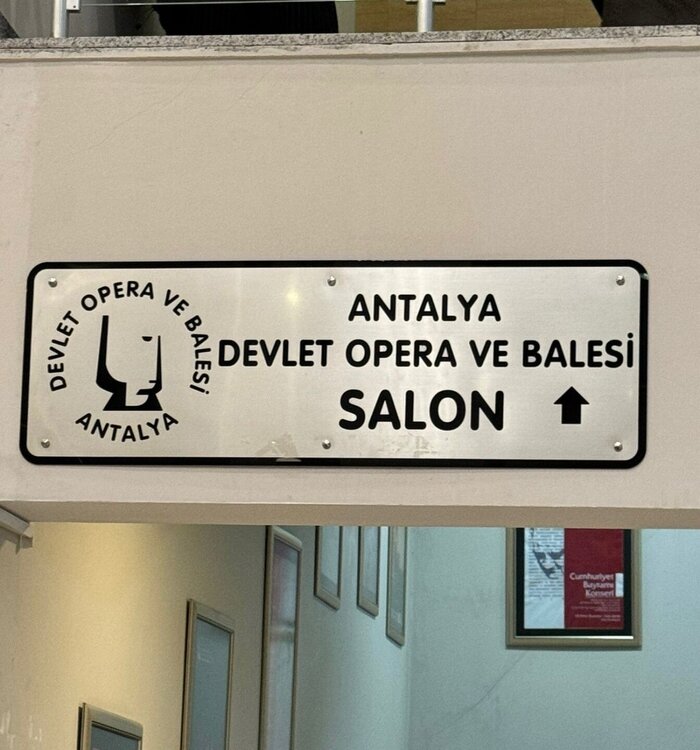 DEVLET OPERA VE BALESİ
ANTALYA
ANTALYA
DEVLET OPERA VE BALESİ
SALON
Cumhuriyet
Bayramı
Konseri